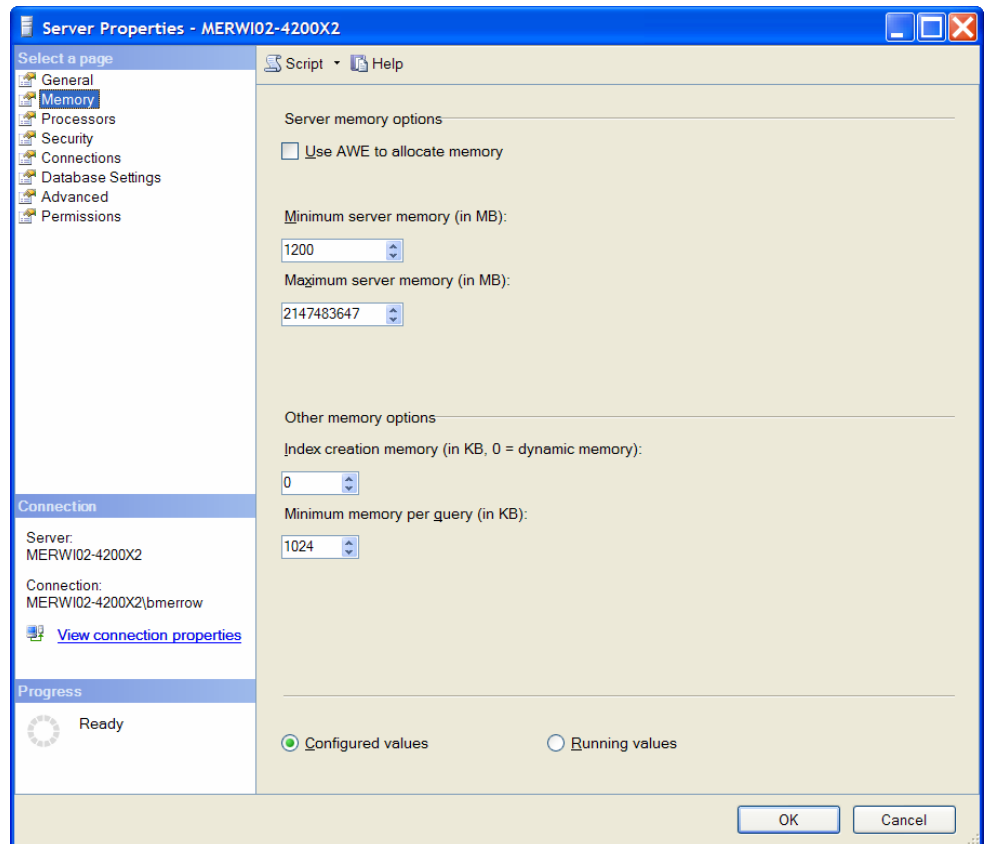 Server Properties - MERWI02-4200X2
Select a page
General
Memory
Processors
Security
Connections
Database Settings
Advanced
Permissions
Script Help
Server memory options
Use AWE to allocate memory
Minimum server memory (in MB):
1200
Maximum server memory (in MB):
2147483647
Other memory options
Index creation memory (in KB, 0 = dynamic memory):
0
Minimum memory per query (in KB):
1024
Connection
Server:
MERWI02-4200X2
Connection:
MERWI02-4200X2\bmerrow
View connection properties
Progress
Ready
Configured values Running values
OK Cancel